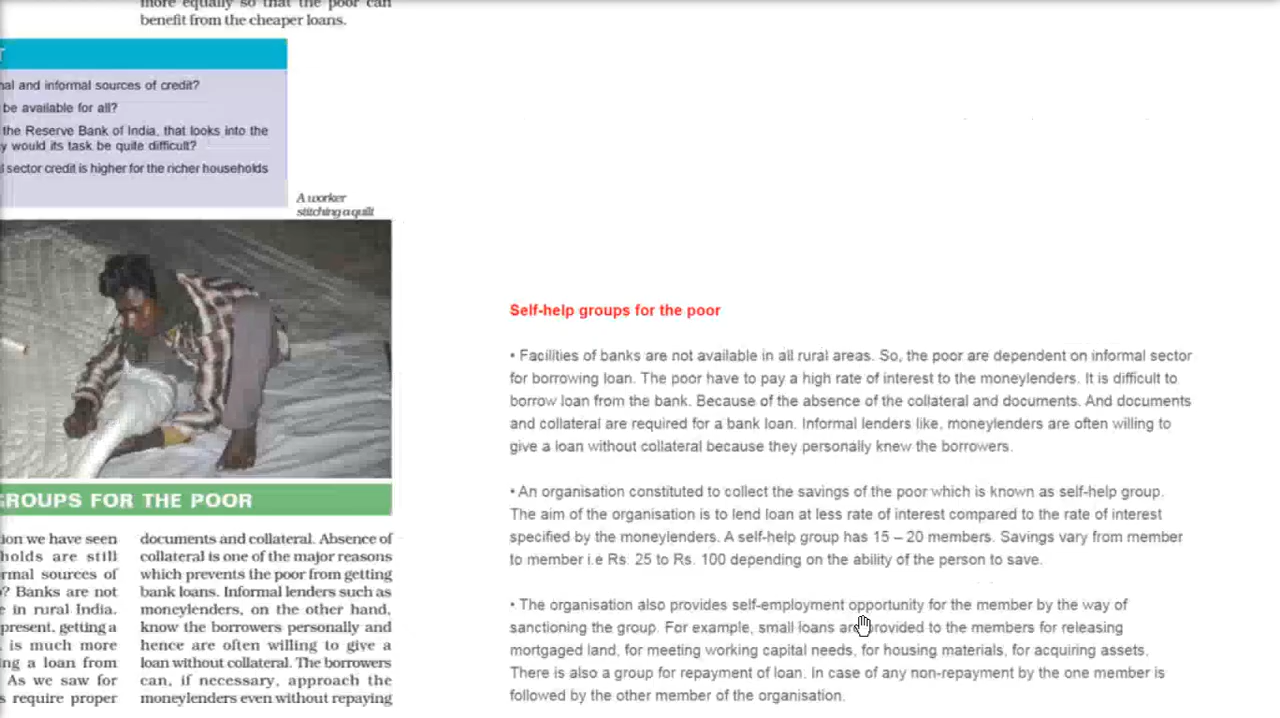 more equally so that the poor can
benefit from the cheaper loans.
T
nal and informal sources of credit?
be available for all?
the Reserve Bank of India, that looks into the
y would its task be quite difficult?
l sector credit is higher for the richer households
A worker
stitching a quilt
GROUPS FOR THE POOR
ion we have seen
holds are still
rmal sources of
? Banks are not
e in rural India.
present, getting a
is much more
ng a loan from
As we saw for
s require proper
documents and collateral. Absence of
collateral is one of the major reasons
which prevents the poor from getting
bank loans. Informal lenders such as
moneylenders, on the other hand,
know the borrowers personally and
hence are often willing to give a
loan without collateral. The borrowers
can, if necessary, approach the
moneylenders even without repaying
Self-help groups for the poor
• Facilities of banks are not available in all rural areas. So, the poor are dependent on informal sector
for borrowing loan. The poor have to pay a high rate of interest to the moneylenders. It is difficult to
borrow loan from the bank. Because of the absence of the collateral and documents. And documents
and collateral are required for a bank loan. Informal lenders like, moneylenders are often willing to
give a loan without collateral because they personally knew the borrowers.
• An organisation constituted to collect the savings of the poor which is known as self-help group.
The aim of the organisation is to lend loan at less rate of interest compared to the rate of interest
specified by the moneylenders. A self-help group has 15 – 20 members. Savings vary from member
to member i.e Rs. 25 to Rs. 100 depending on the ability of the person to save.
• The organisation also provides self-employment opportunity for the member by the way of
sanctioning the group. For example, small loans are provided to the members for releasing
mortgaged land, for meeting working capital needs, for housing materials, for acquiring assets.
There is also a group for repayment of loan. In case of any non-repayment by the one member is
followed by the other member of the organisation.